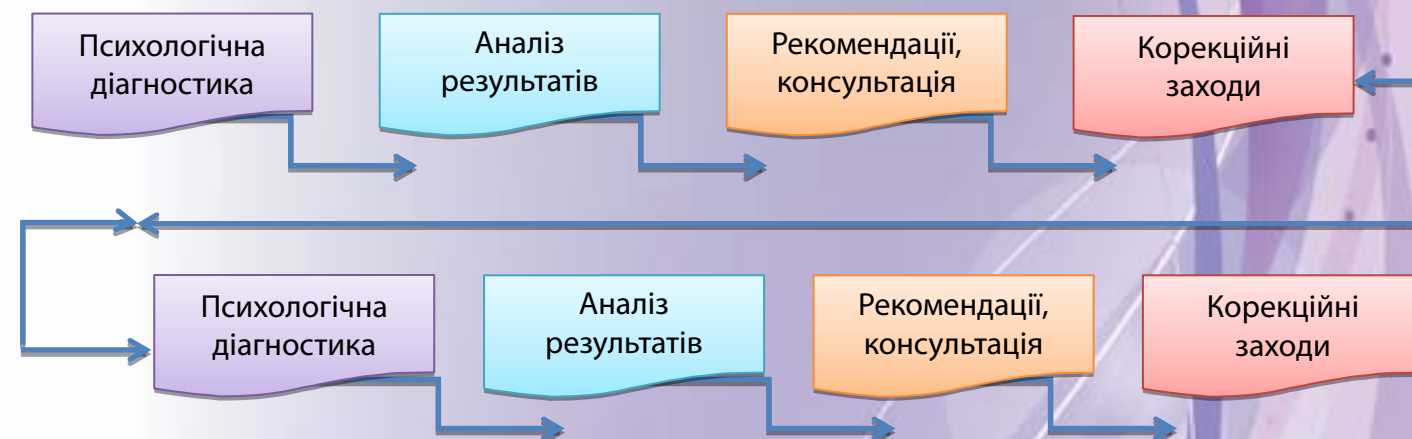 Психологічна
діагностика
Аналіз
результатів
Рекомендації,
консультація
Корекційні
заходи
Психологічна
діагностика
Аналіз
результатів
Рекомендації,
консультація
Корекційні
заходи